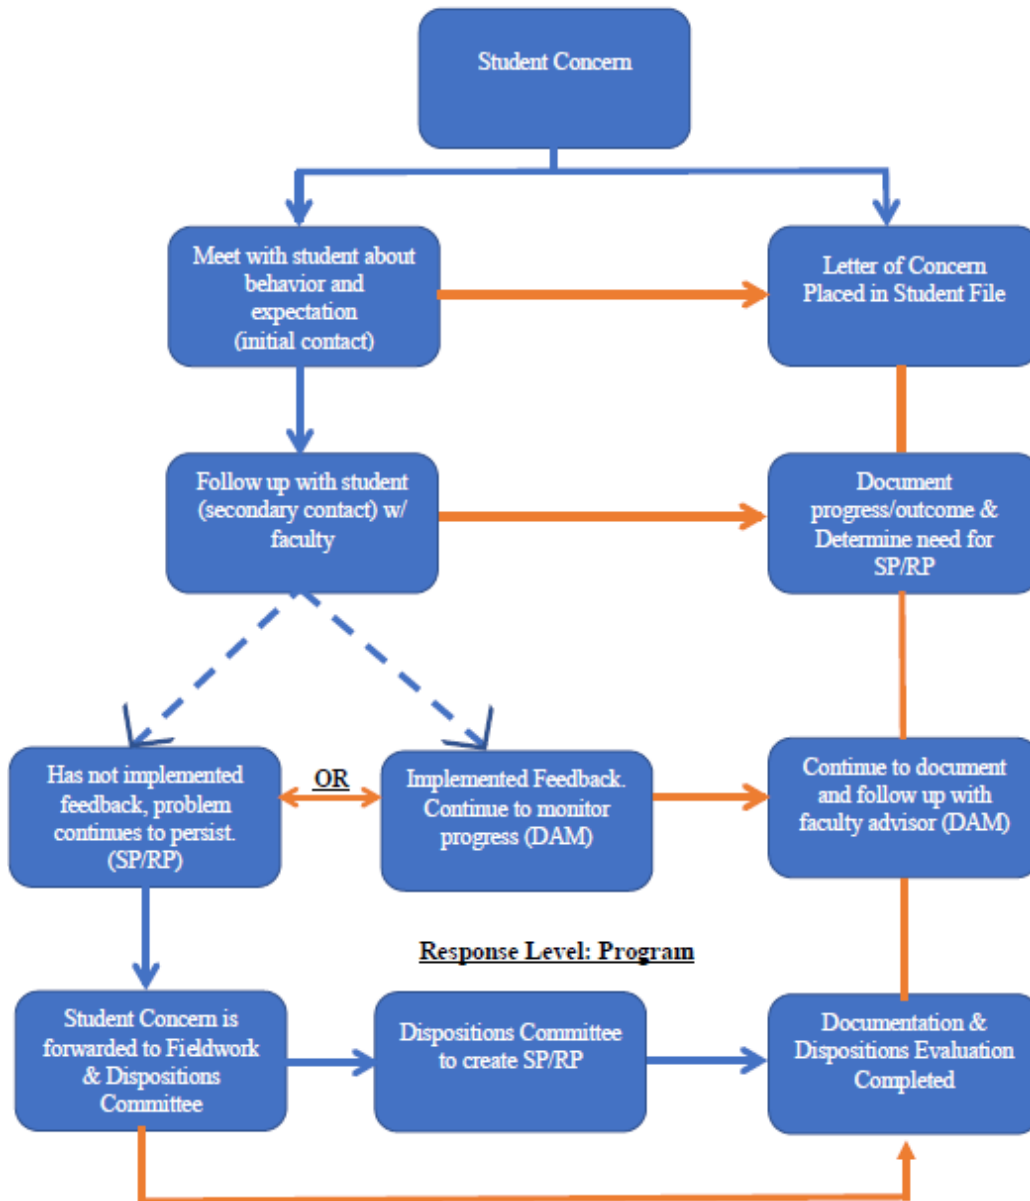 Student Concern
Meet with student about
behavior and
expectation
(initial contact)
Letter of Concern
Placed in Student File
Follow up with student
(secondary contact) w/
faculty
Document
progress/outcome &
Determine need for
SP/RP
Has not implemented
feedback, problem
continues to persist.
(SP/RP)
OR
Implemented Feedback.
Continue to monitor
progress (DAM)
Continue to document
and follow up with
faculty advisor (DAM)
Response Level: Program
Student Concern is
forwarded to Fieldwork
& Dispositions
Committee
Dispositions Committee
to create SP/RP
Documentation &
Dispositions Evaluation
Completed